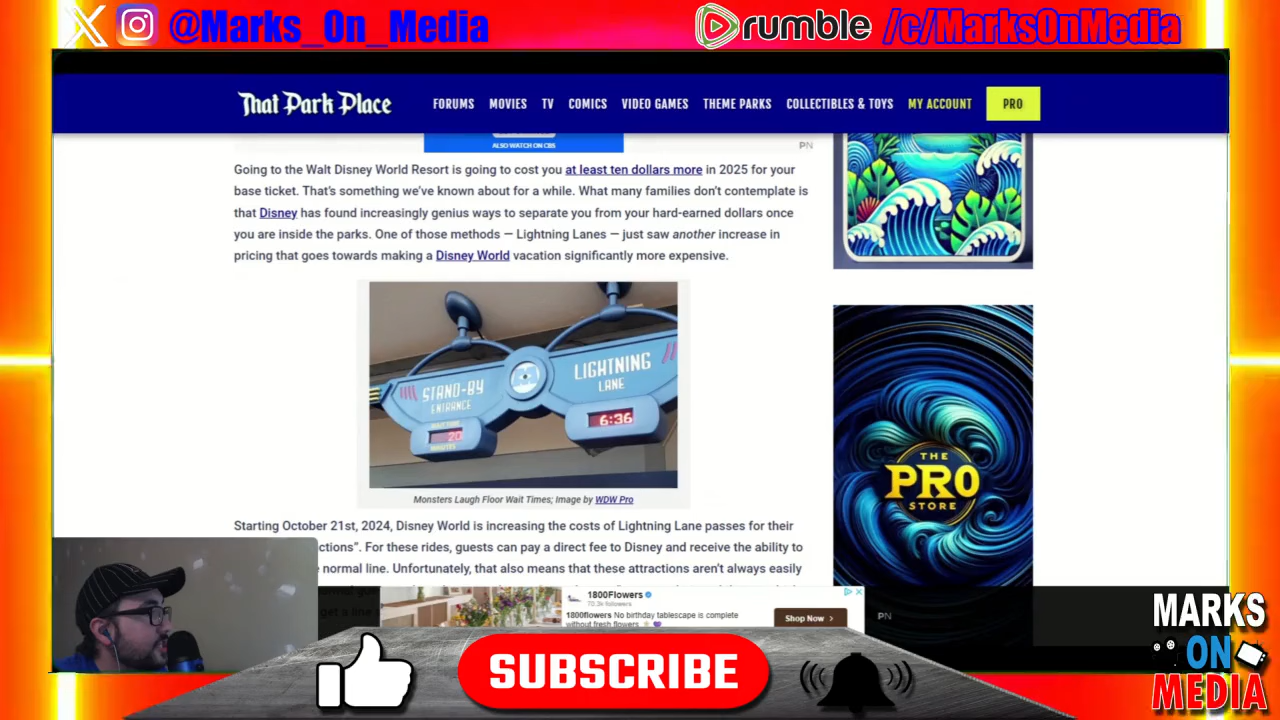 @Marks_On_Media
rumble /c/MarksOnMedia
That Park Place
FORUMS MOVIES TV COMICS VIDEO GAMES THEME PARKS COLLECTIBLES & TOYS MY ACCOUNT PRO
ALSO WATCH ON CBS
PN
Going to the Walt Disney World Resort is going to cost you at least ten dollars more in 2025 for your
base ticket. That's something we've known about for a while. What many families don't contemplate is
that Disney has found increasingly genius ways to separate you from your hard-earned dollars once
you are inside the parks. One of those methods — Lightning Lanes — just saw another increase in
pricing that goes towards making a Disney World vacation significantly more expensive.
STAND-BY
ENTRANCE
WAIT TIME
20
MINUTES
LIGHTNING
LANE
6:36
Monsters Laugh Floor Wait Times; Image by WDW Pro
THE
PRO
STORE
Starting October 21st, 2024, Disney World is increasing the costs of Lightning Lane passes for their
ctions". For these rides, guests can pay a direct fee to Disney and receive the ability to
normal line. Unfortunately, that also means that these attractions aren't always easily
get a line
1800Flowers
70.3k followers
1800flowers No birthday tablescape is complete
without fresh flowers
Shop Now >
PN
SUBSCRIBE
MARKS
ON
MEDIA